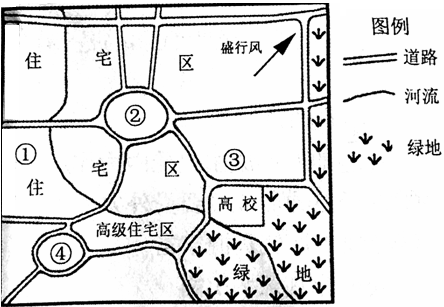 盛行风
住 宅 区
②
① 宅 区 ③
住
高校
高级住宅区
④
绿 地
图例
道路
河流
绿地